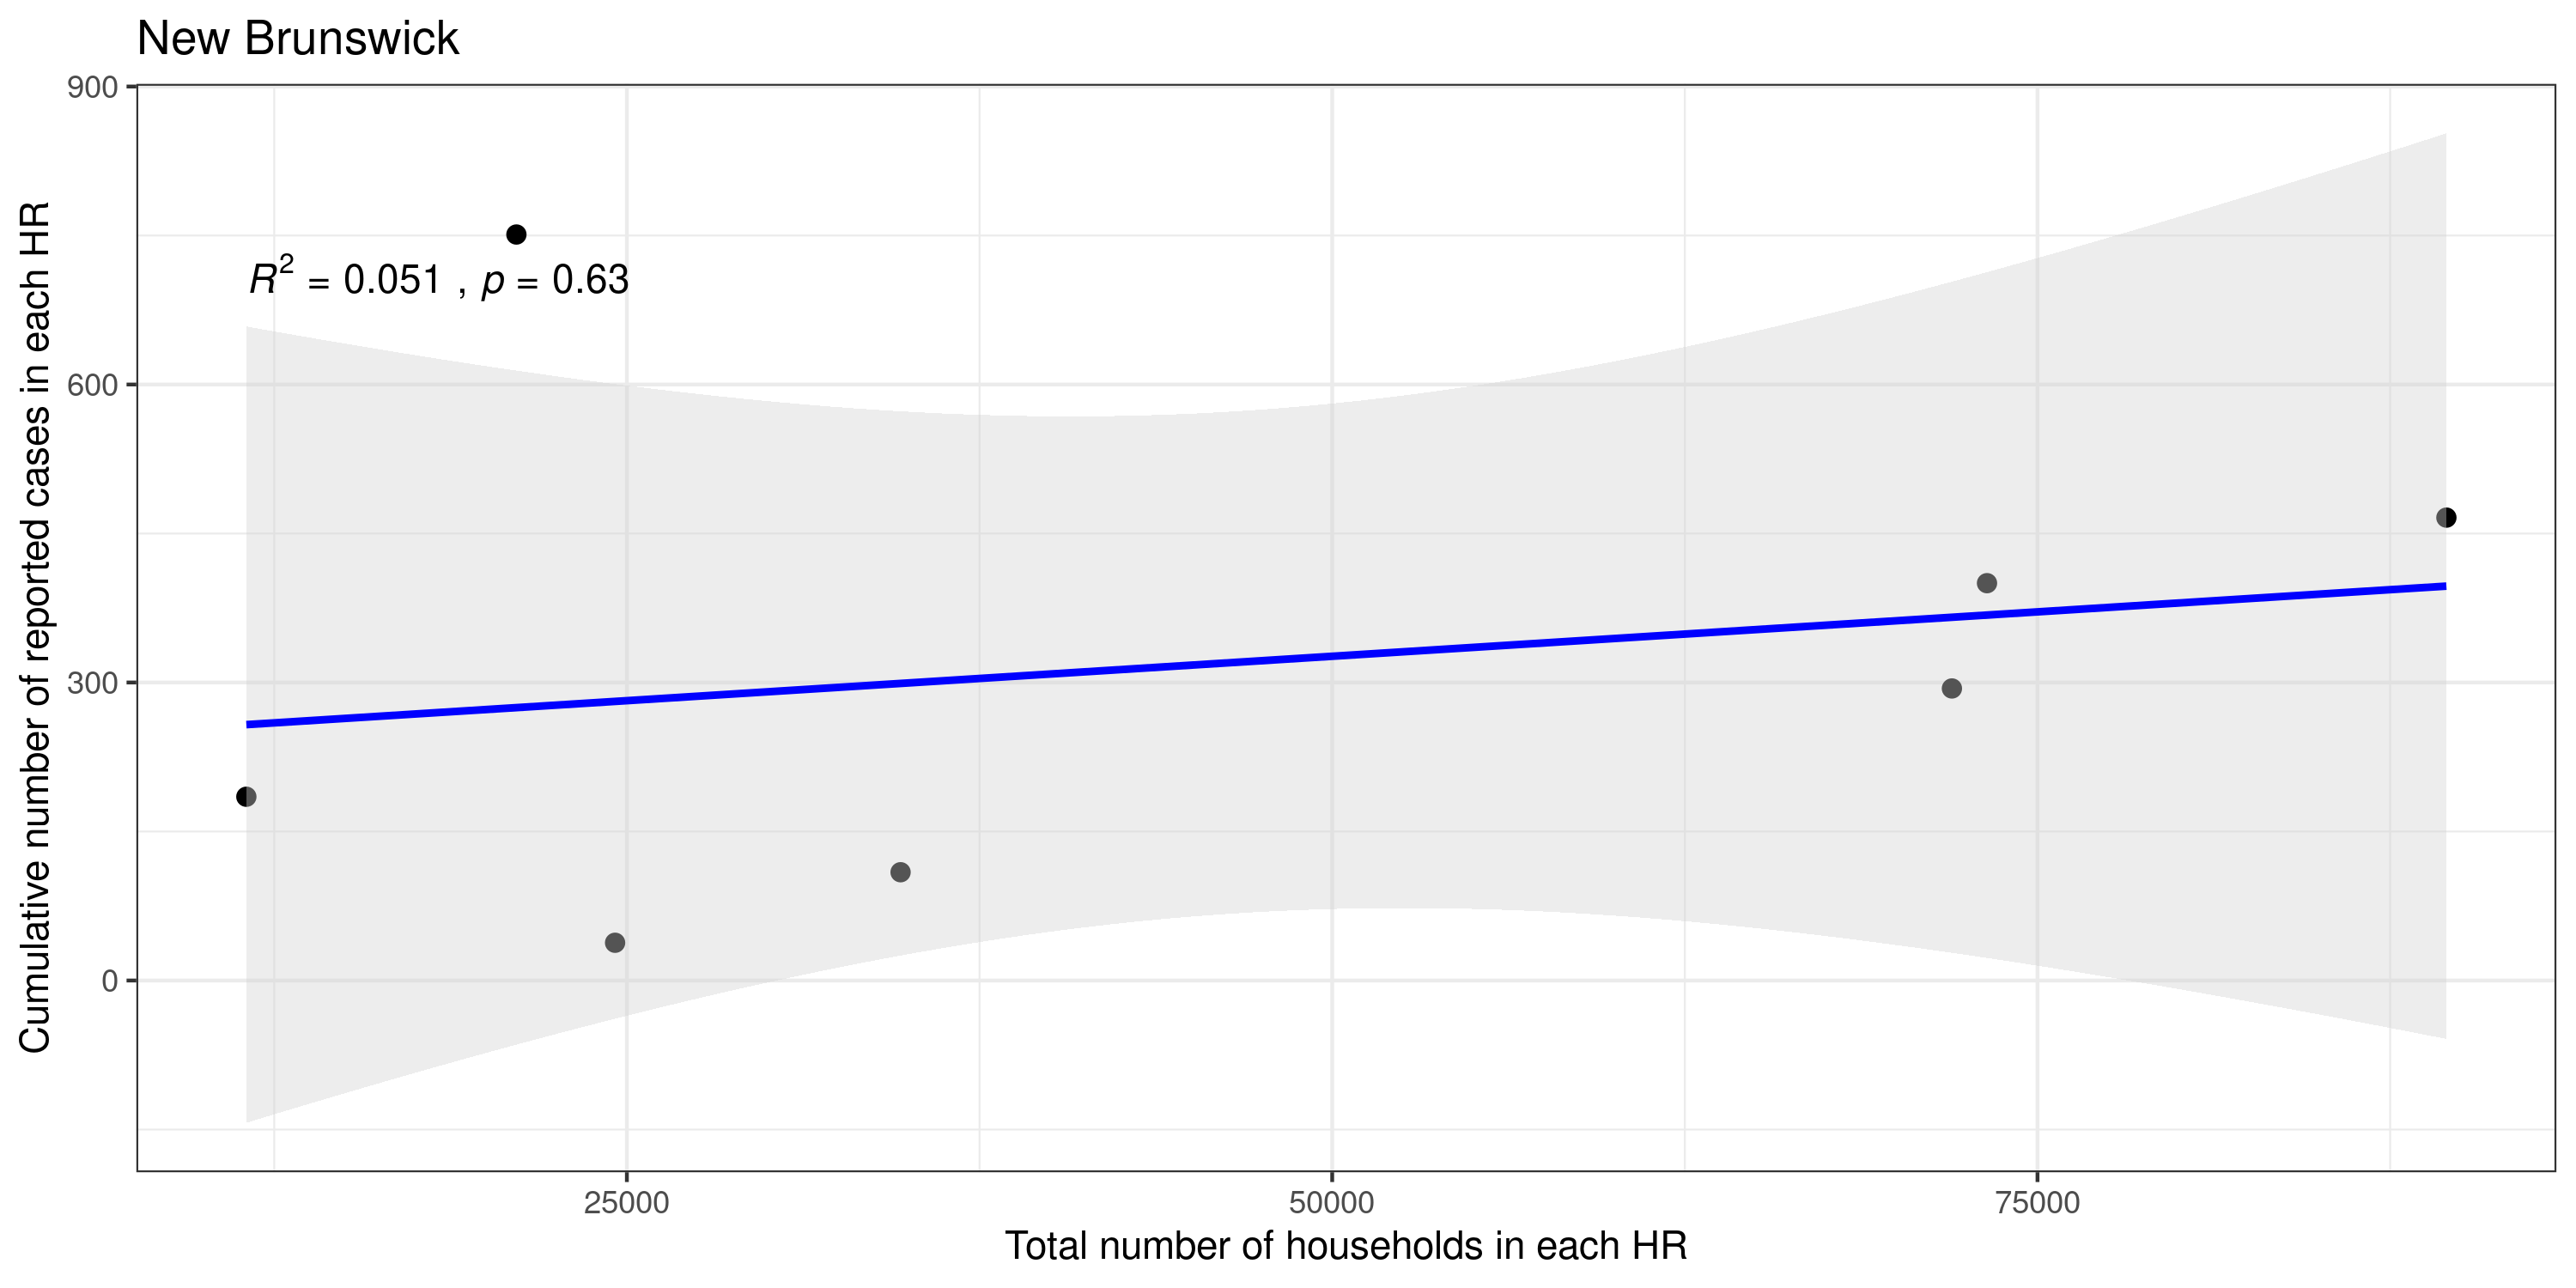 New Brunswick
900
600
300
0
Cumulative number of reported cases in each HR
R² = 0.051 , p = 0.63
25000
50000
75000
Total number of households in each HR